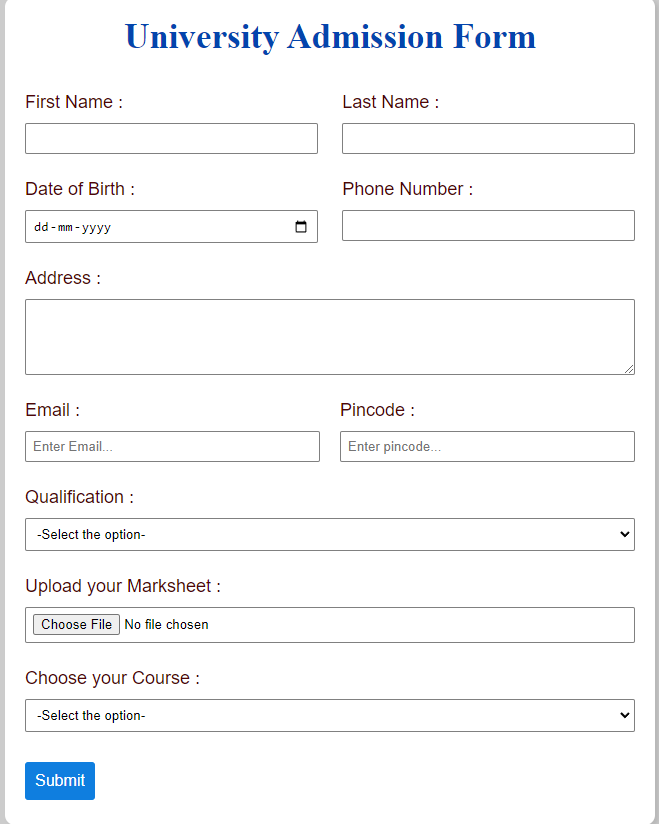 University Admission Form
First Name : Last Name :
Date of Birth : Phone Number :
dd-mm-yyyy
Address :
Email : Pincode :
Enter Email... Enter pincode...
Qualification :
-Select the option-
Upload your Marksheet :
Choose File No file chosen
Choose your Course :
-Select the option-
Submit